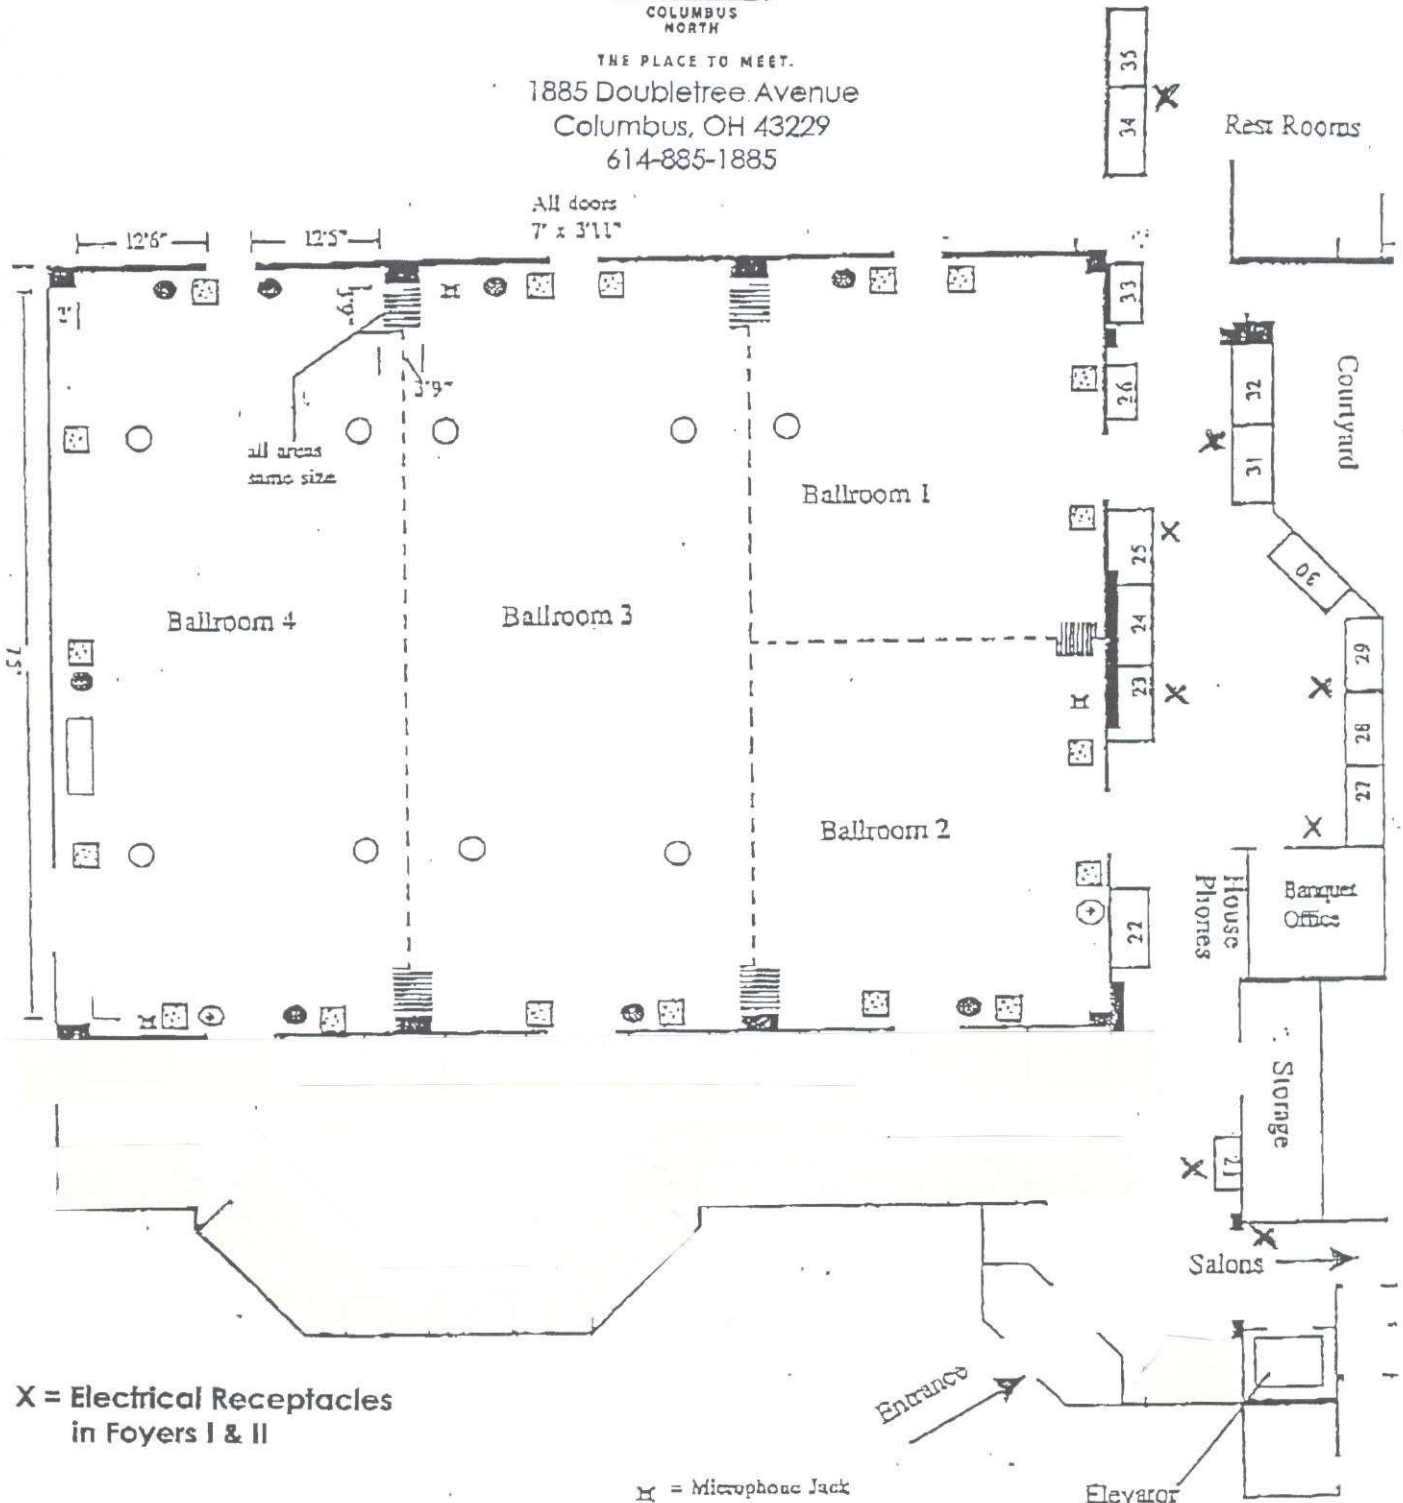 COLUMBUS
NORTH
THE PLACE TO MEET.
1885 Doubletree Avenue
Columbus, OH 43229
614-885-1885
All doors
7' x 3'11"
12'6"
12'5"
3'9"
all areas
same size
75'
Ballroom 4
Ballroom 3
Ballroom 1
Ballroom 2
35
34
Rest Rooms
33
26
32
31
Courtyard
30
25
24
23
29
28
27
22
House
Phones
Banquet
Office
Storage
21
Salons
Entrance
Elevator
X = Electrical Receptacles
in Foyers I & II
= Microphone Jack